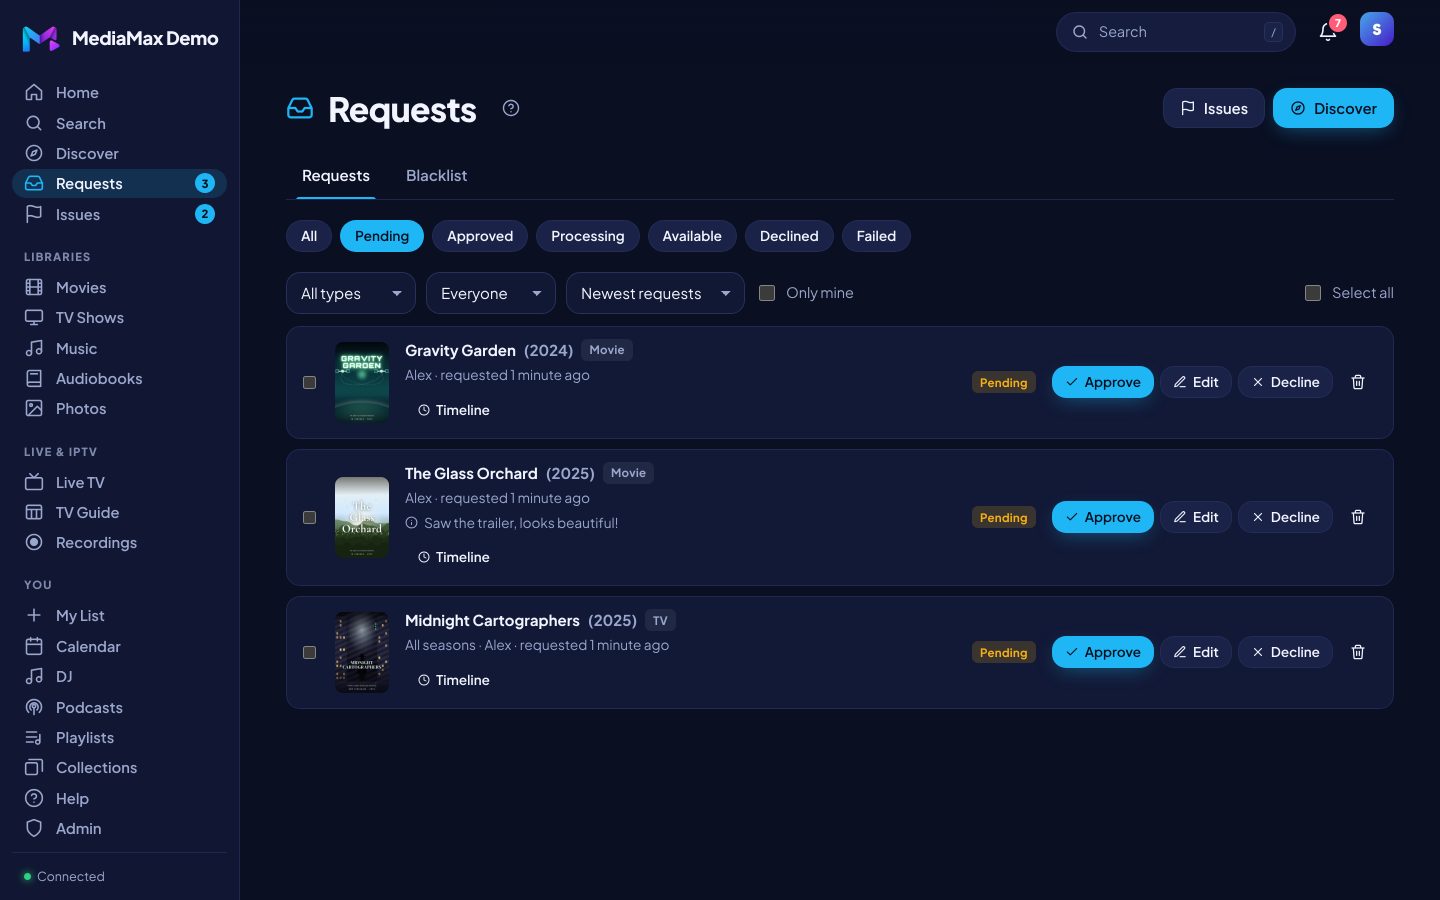 MediaMax Demo
Search /
7
S
Home
Search
Discover
Requests 3
Issues 2
LIBRARIES
Movies
TV Shows
Music
Audiobooks
Photos
LIVE & IPTV
Live TV
TV Guide
Recordings
YOU
My List
Calendar
DJ
Podcasts
Playlists
Collections
Help
Admin
Connected
Requests
Issues Discover
Requests Blacklist
All Pending Approved Processing Available Declined Failed
All types Everyone Newest requests Only mine Select all
GRAVITY
GARDEN
Gravity Garden (2024) Movie
Alex · requested 1 minute ago
Timeline
Pending Approve Edit Decline
The
Glass
Orchard
The Glass Orchard (2025) Movie
Alex · requested 1 minute ago
Saw the trailer, looks beautiful!
Timeline
Pending Approve Edit Decline
MIDNIGHT
CARTOGRAPHERS
Midnight Cartographers (2025) TV
All seasons · Alex · requested 1 minute ago
Timeline
Pending Approve Edit Decline